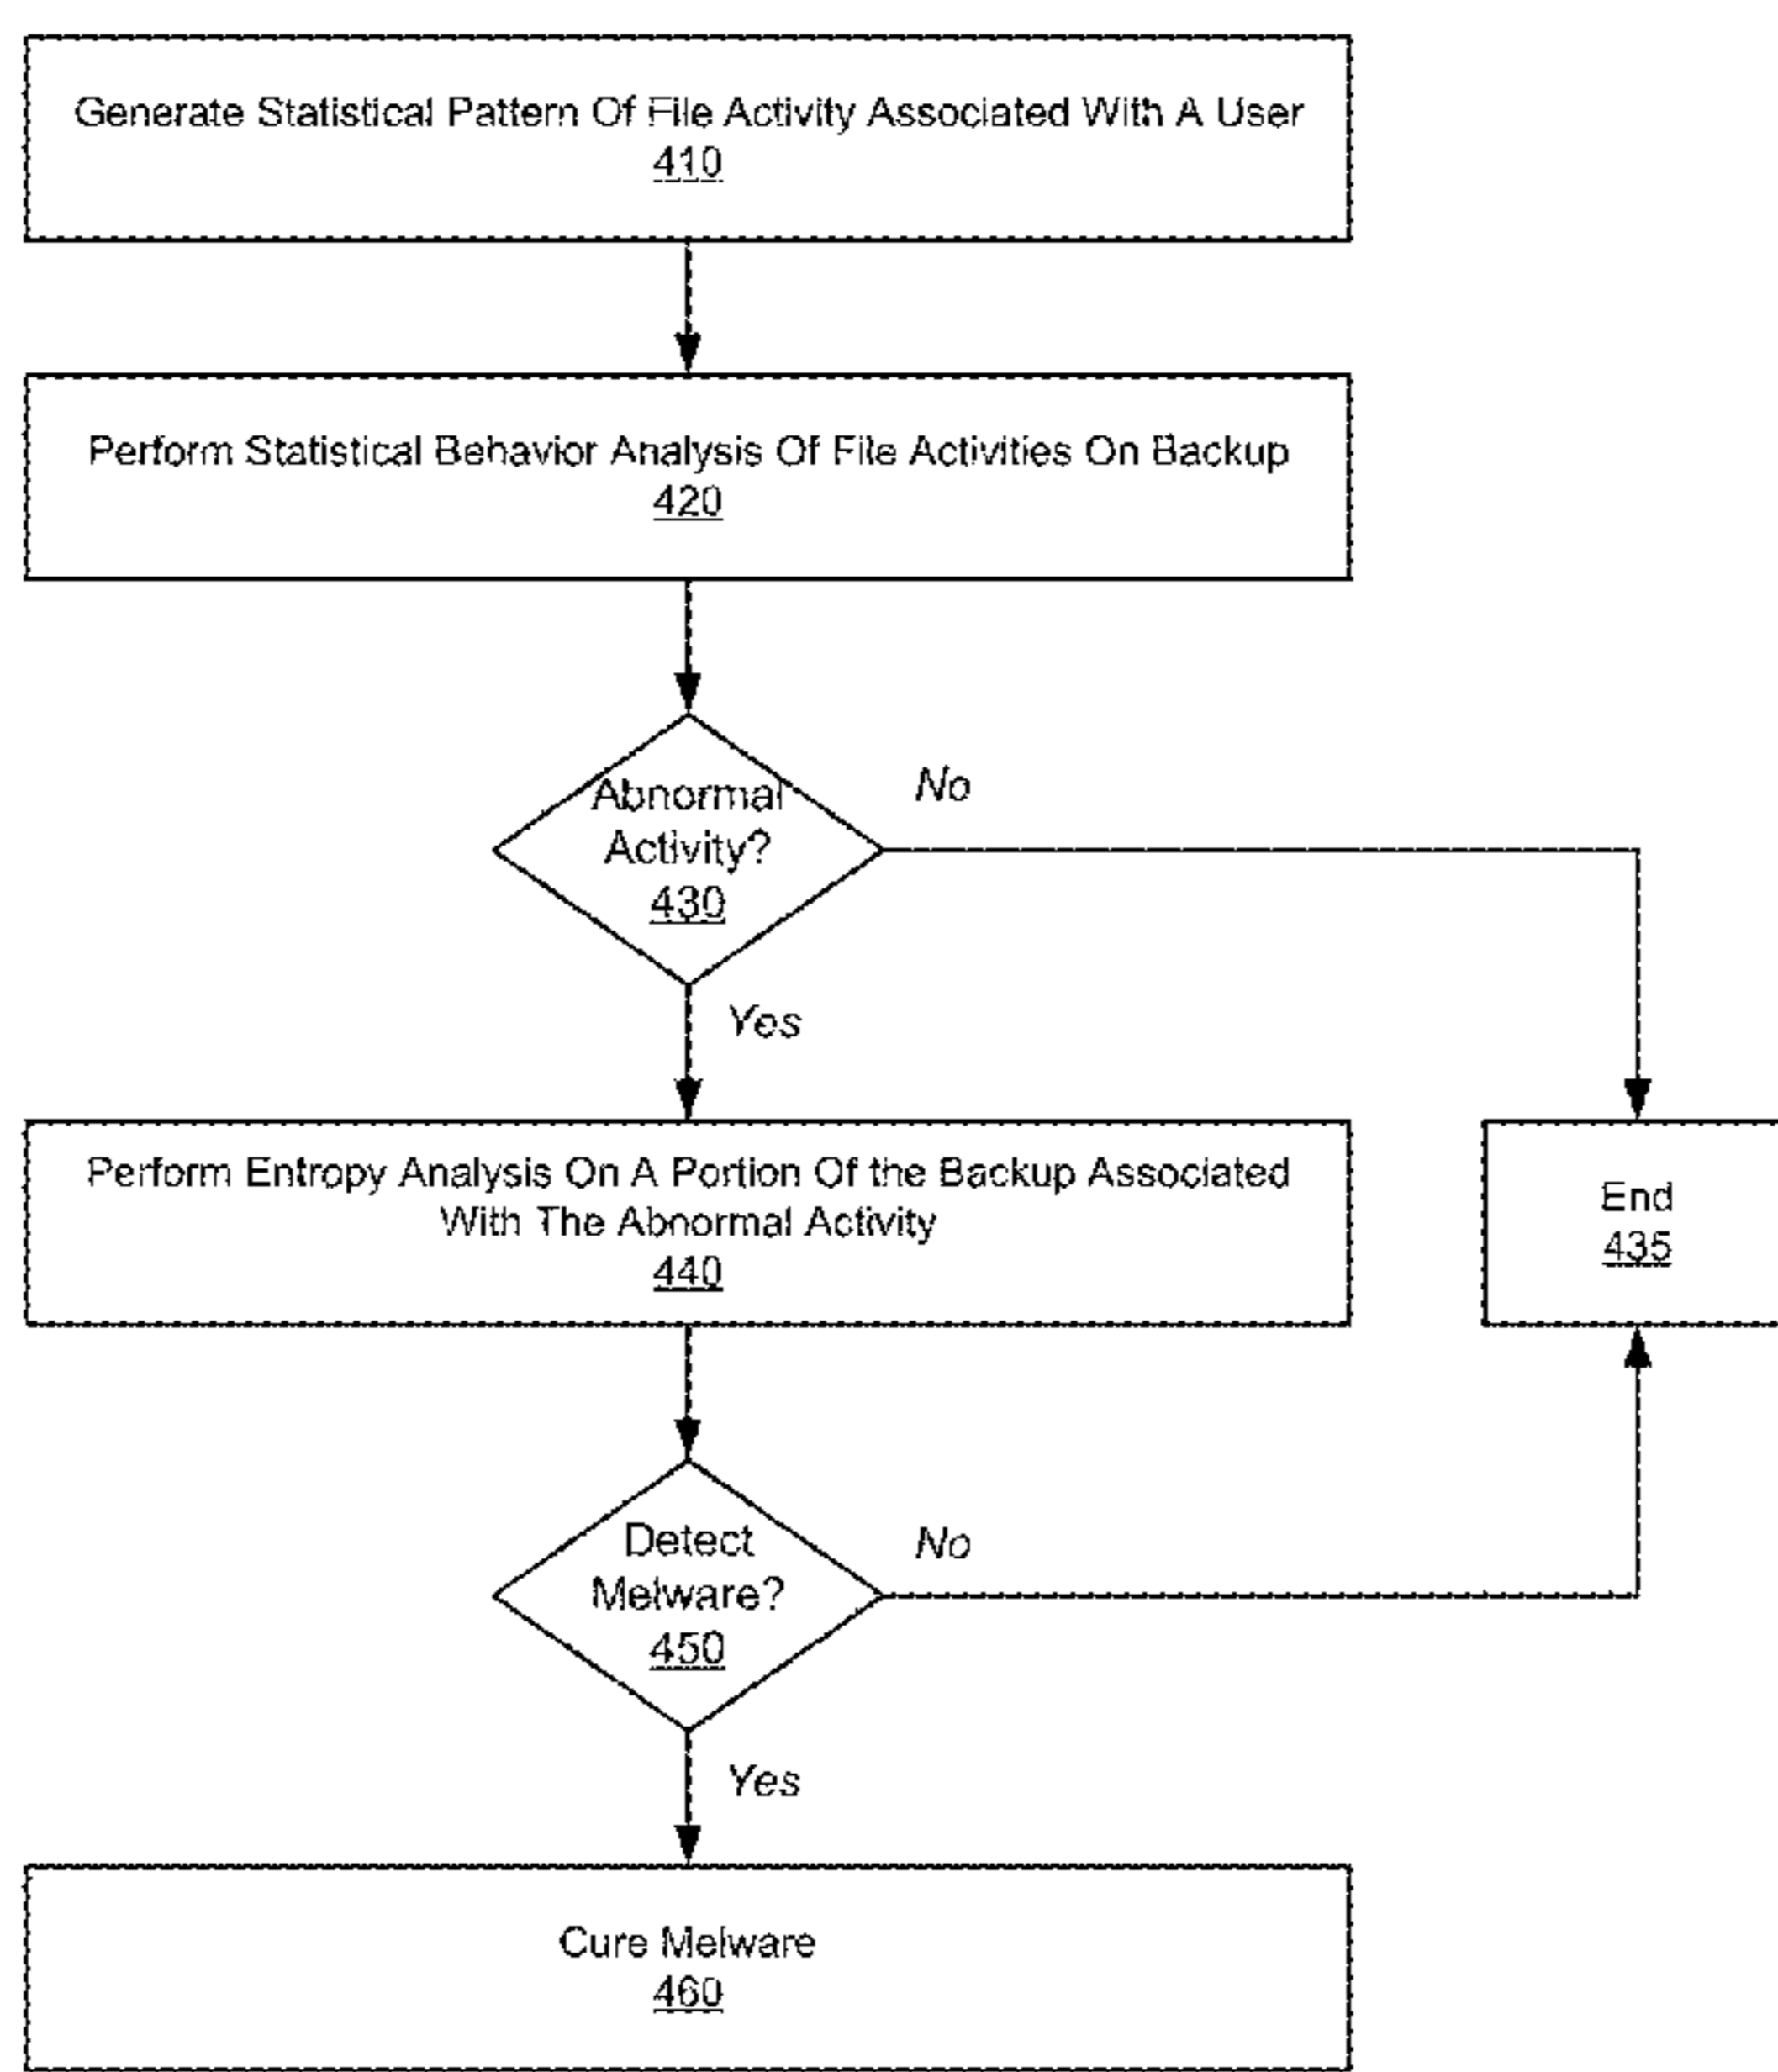 Generate Statistical Pattern Of File Activity Associated With A User
410
Perform Statistical Behavior Analysis Of File Activities On Backup
420
Abnormal
Activity?
430
No
Yes
Perform Entropy Analysis On A Portion Of the Backup Associated
With The Abnormal Activity
440
End
435
Detect
Melware?
450
No
Yes
Cure Melware
460